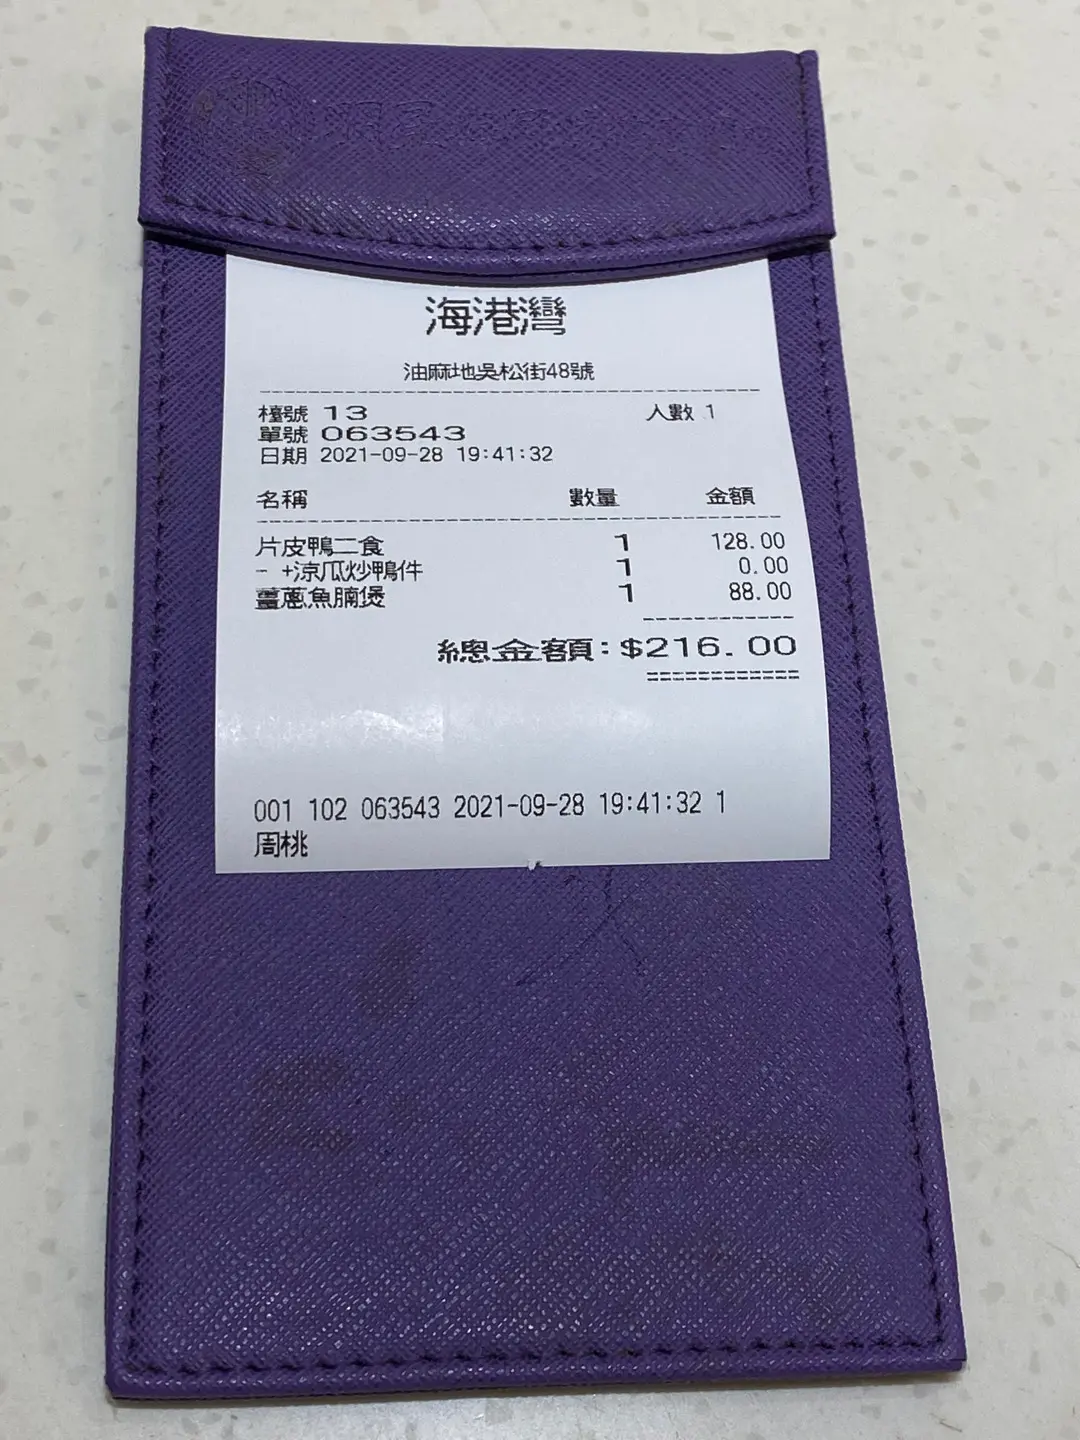 海港灣
油麻地吳松街48號
檯號 13 人數 1
單號 063543
日期 2021-09-28 19:41:32
名稱 數量 金額
片皮鴨二食 1 128.00
- +涼瓜炒鴨件 1 0.00
薑蔥魚腩煲 1 88.00
總金額:$216.00
001 102 063543 2021-09-28 19:41:32 1
周桃